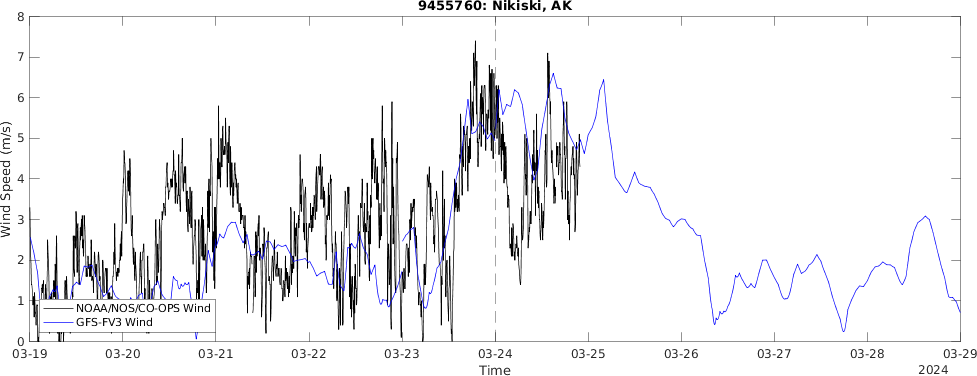 9455760: Nikiski, AK
8
7
6
5
4
3
2
1
0
Wind Speed (m/s)
NOAA/NOS/CO-OPS Wind
GFS-FV3 Wind
03-19 03-20 03-21 03-22 03-23 03-24 03-25 03-26 03-27 03-28 03-29
Time
2024